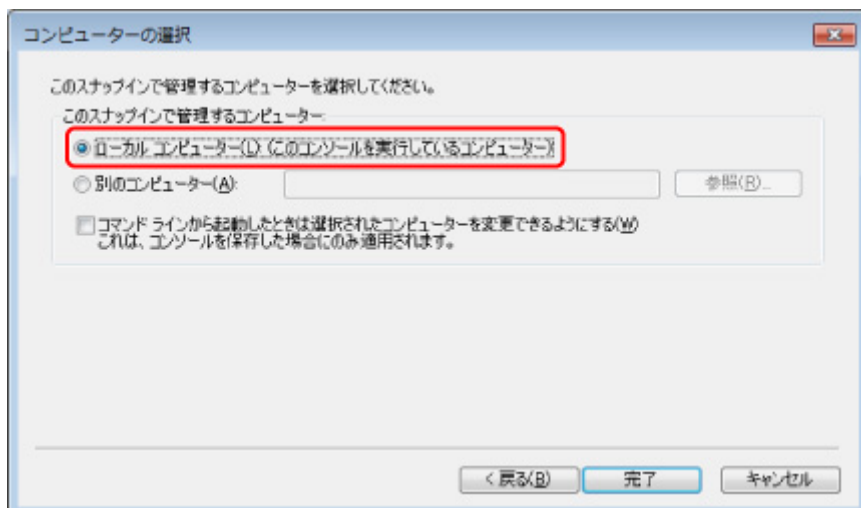 コンピューターの選択
このスナップインで管理するコンピューターを選択してください。
このスナップインで管理するコンピューター:
ローカル コンピューター(L): (このコンソールを実行しているコンピューター)
別のコンピューター(A):
参照(R)...
コマンド ラインから起動したときは選択されたコンピューターを変更できるようにする(W)
これは、コンソールを保存した場合にのみ適用されます。
< 戻る(B)
完了
キャンセル